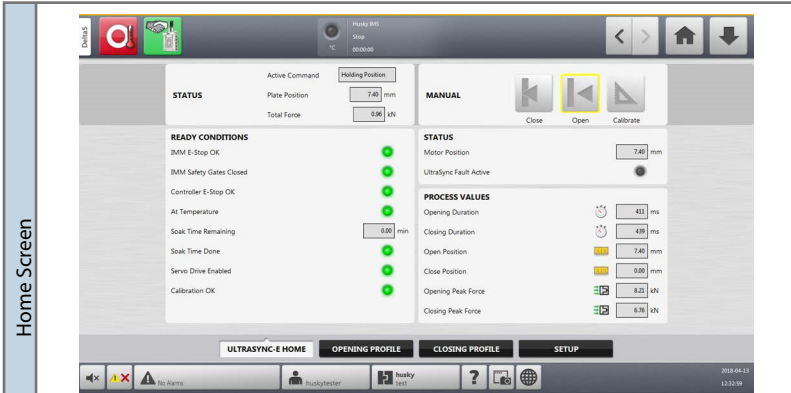 Home Screen
Delta5
Husky IMS
Stop
°C 00:00:00
STATUS
Active Command Holding Position
Plate Position 7.40 mm
Total Force 0.96 kN
MANUAL
Close Open Calibrate
READY CONDITIONS
IMM E-Stop OK
IMM Safety Gates Closed
Controller E-Stop OK
At Temperature
Soak Time Remaining 0.00 min
Soak Time Done
Servo Drive Enabled
Calibration OK
STATUS
Motor Position 7.40 mm
UltraSync Fault Active
PROCESS VALUES
Opening Duration 411 ms
Closing Duration 439 ms
Open Position 7.40 mm
Close Position 0.00 mm
Opening Peak Force 8.21 kN
Closing Peak Force 6.76 kN
ULTRASYNC-E HOME OPENING PROFILE CLOSING PROFILE SETUP
No Alarms
huskytester
husky
test
?
2018-04-13
12:32:59